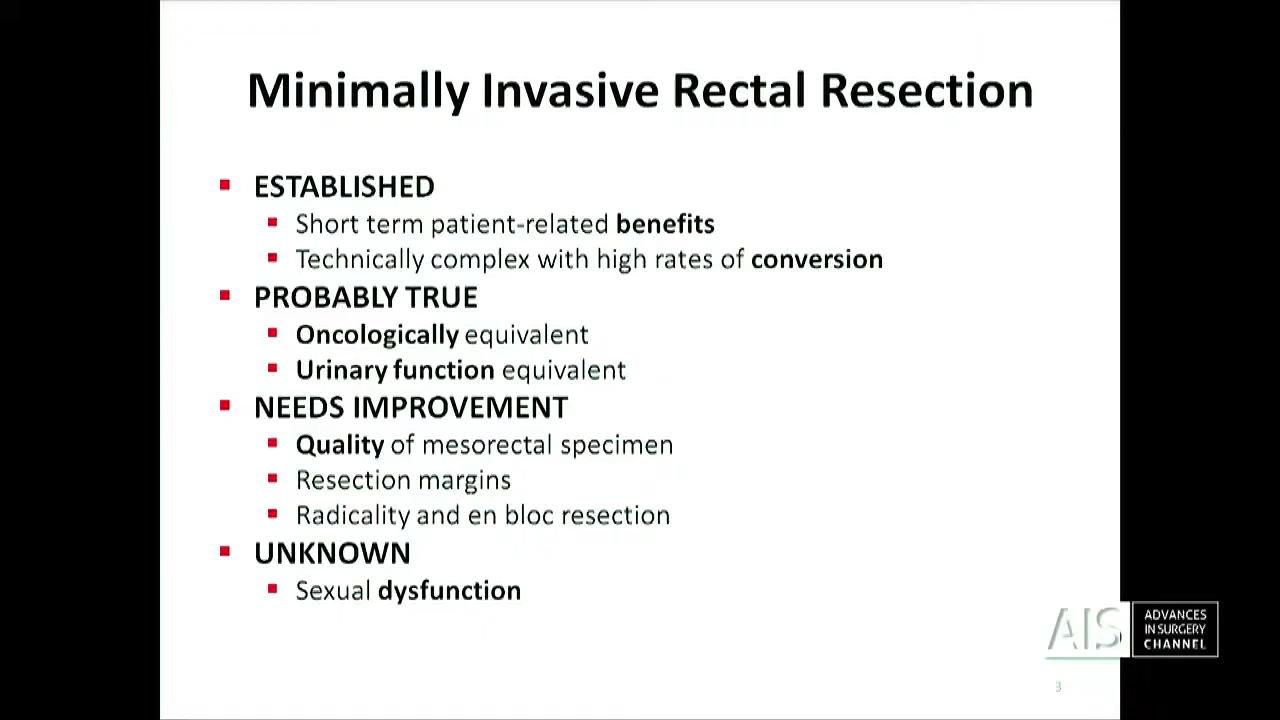 Minimally Invasive Rectal Resection
ESTABLISHED
Short term patient-related benefits
Technically complex with high rates of conversion
PROBABLY TRUE
Oncologically equivalent
Urinary function equivalent
NEEDS IMPROVEMENT
Quality of mesorectal specimen
Resection margins
Radicality and en bloc resection
UNKNOWN
Sexual dysfunction
AIS
ADVANCES
IN SURGERY
CHANNEL
3